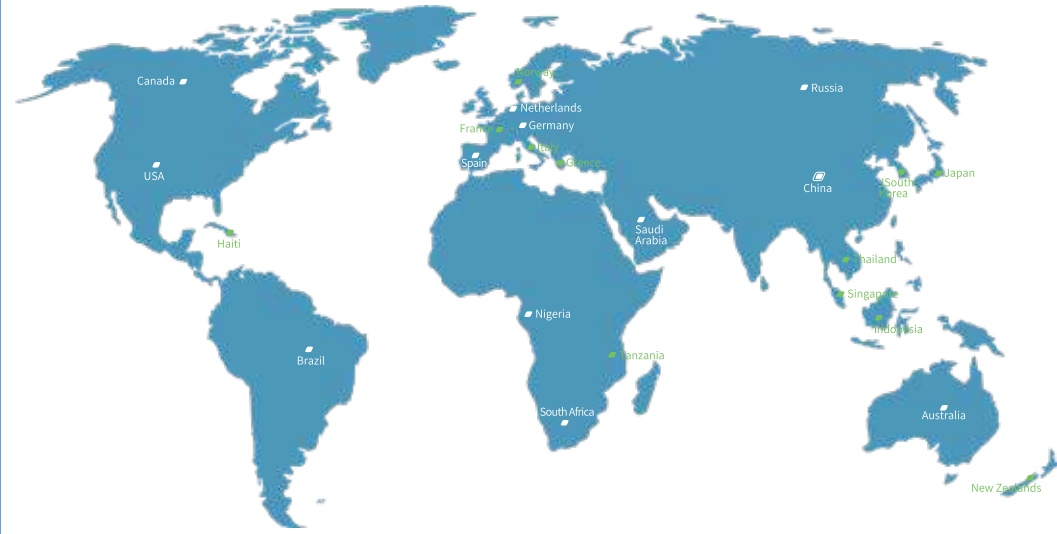 Norway
Canada
Russia
Netherlands
Germany
France
Italy
Spain
Greece
USA
Japan
China
South
Korea
Saudi
Arabia
Haiti
Thailand
Singapore
Nigeria
Indonesia
Tanzania
Brazil
South Africa
Australia
New Zealands